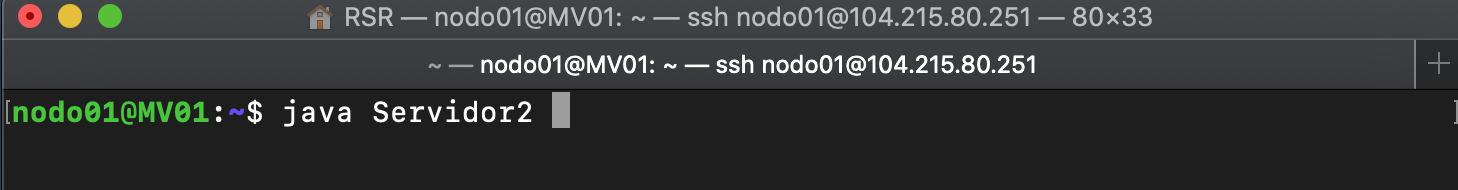 RSR — nodo01@MV01: ~ — ssh nodo01@104.215.80.251 — 80×33
~ — nodo01@MV01: ~ — ssh nodo01@104.215.80.251
[nodo01@MV01:~$ java Servidor2 ]